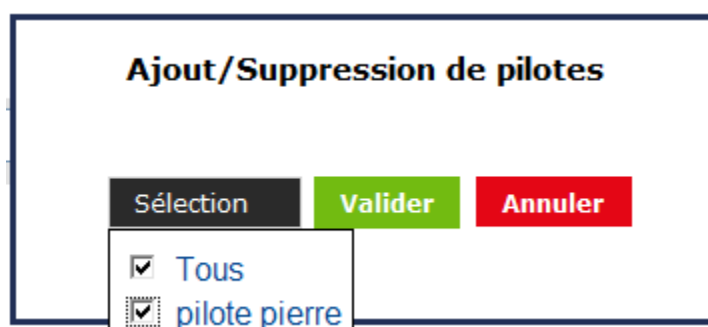 Ajout/Suppression de pilotes
Sélection Valider Annuler
Tous
pilote pierre